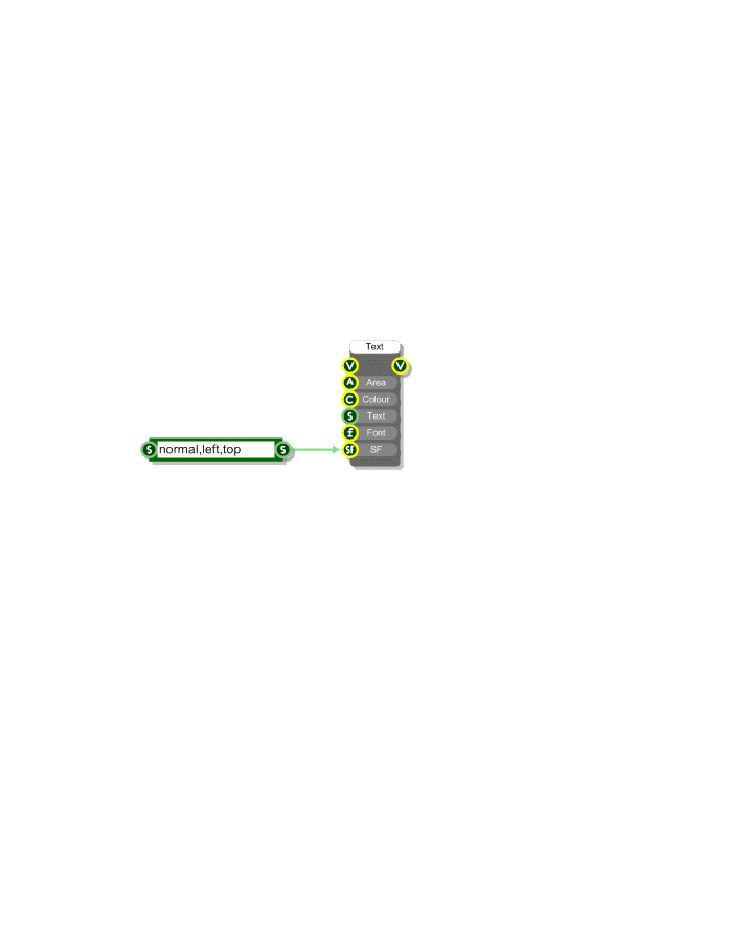 Text
V V
A Area
C Colour
S Text
F Font
S normal,left,top S SF SF